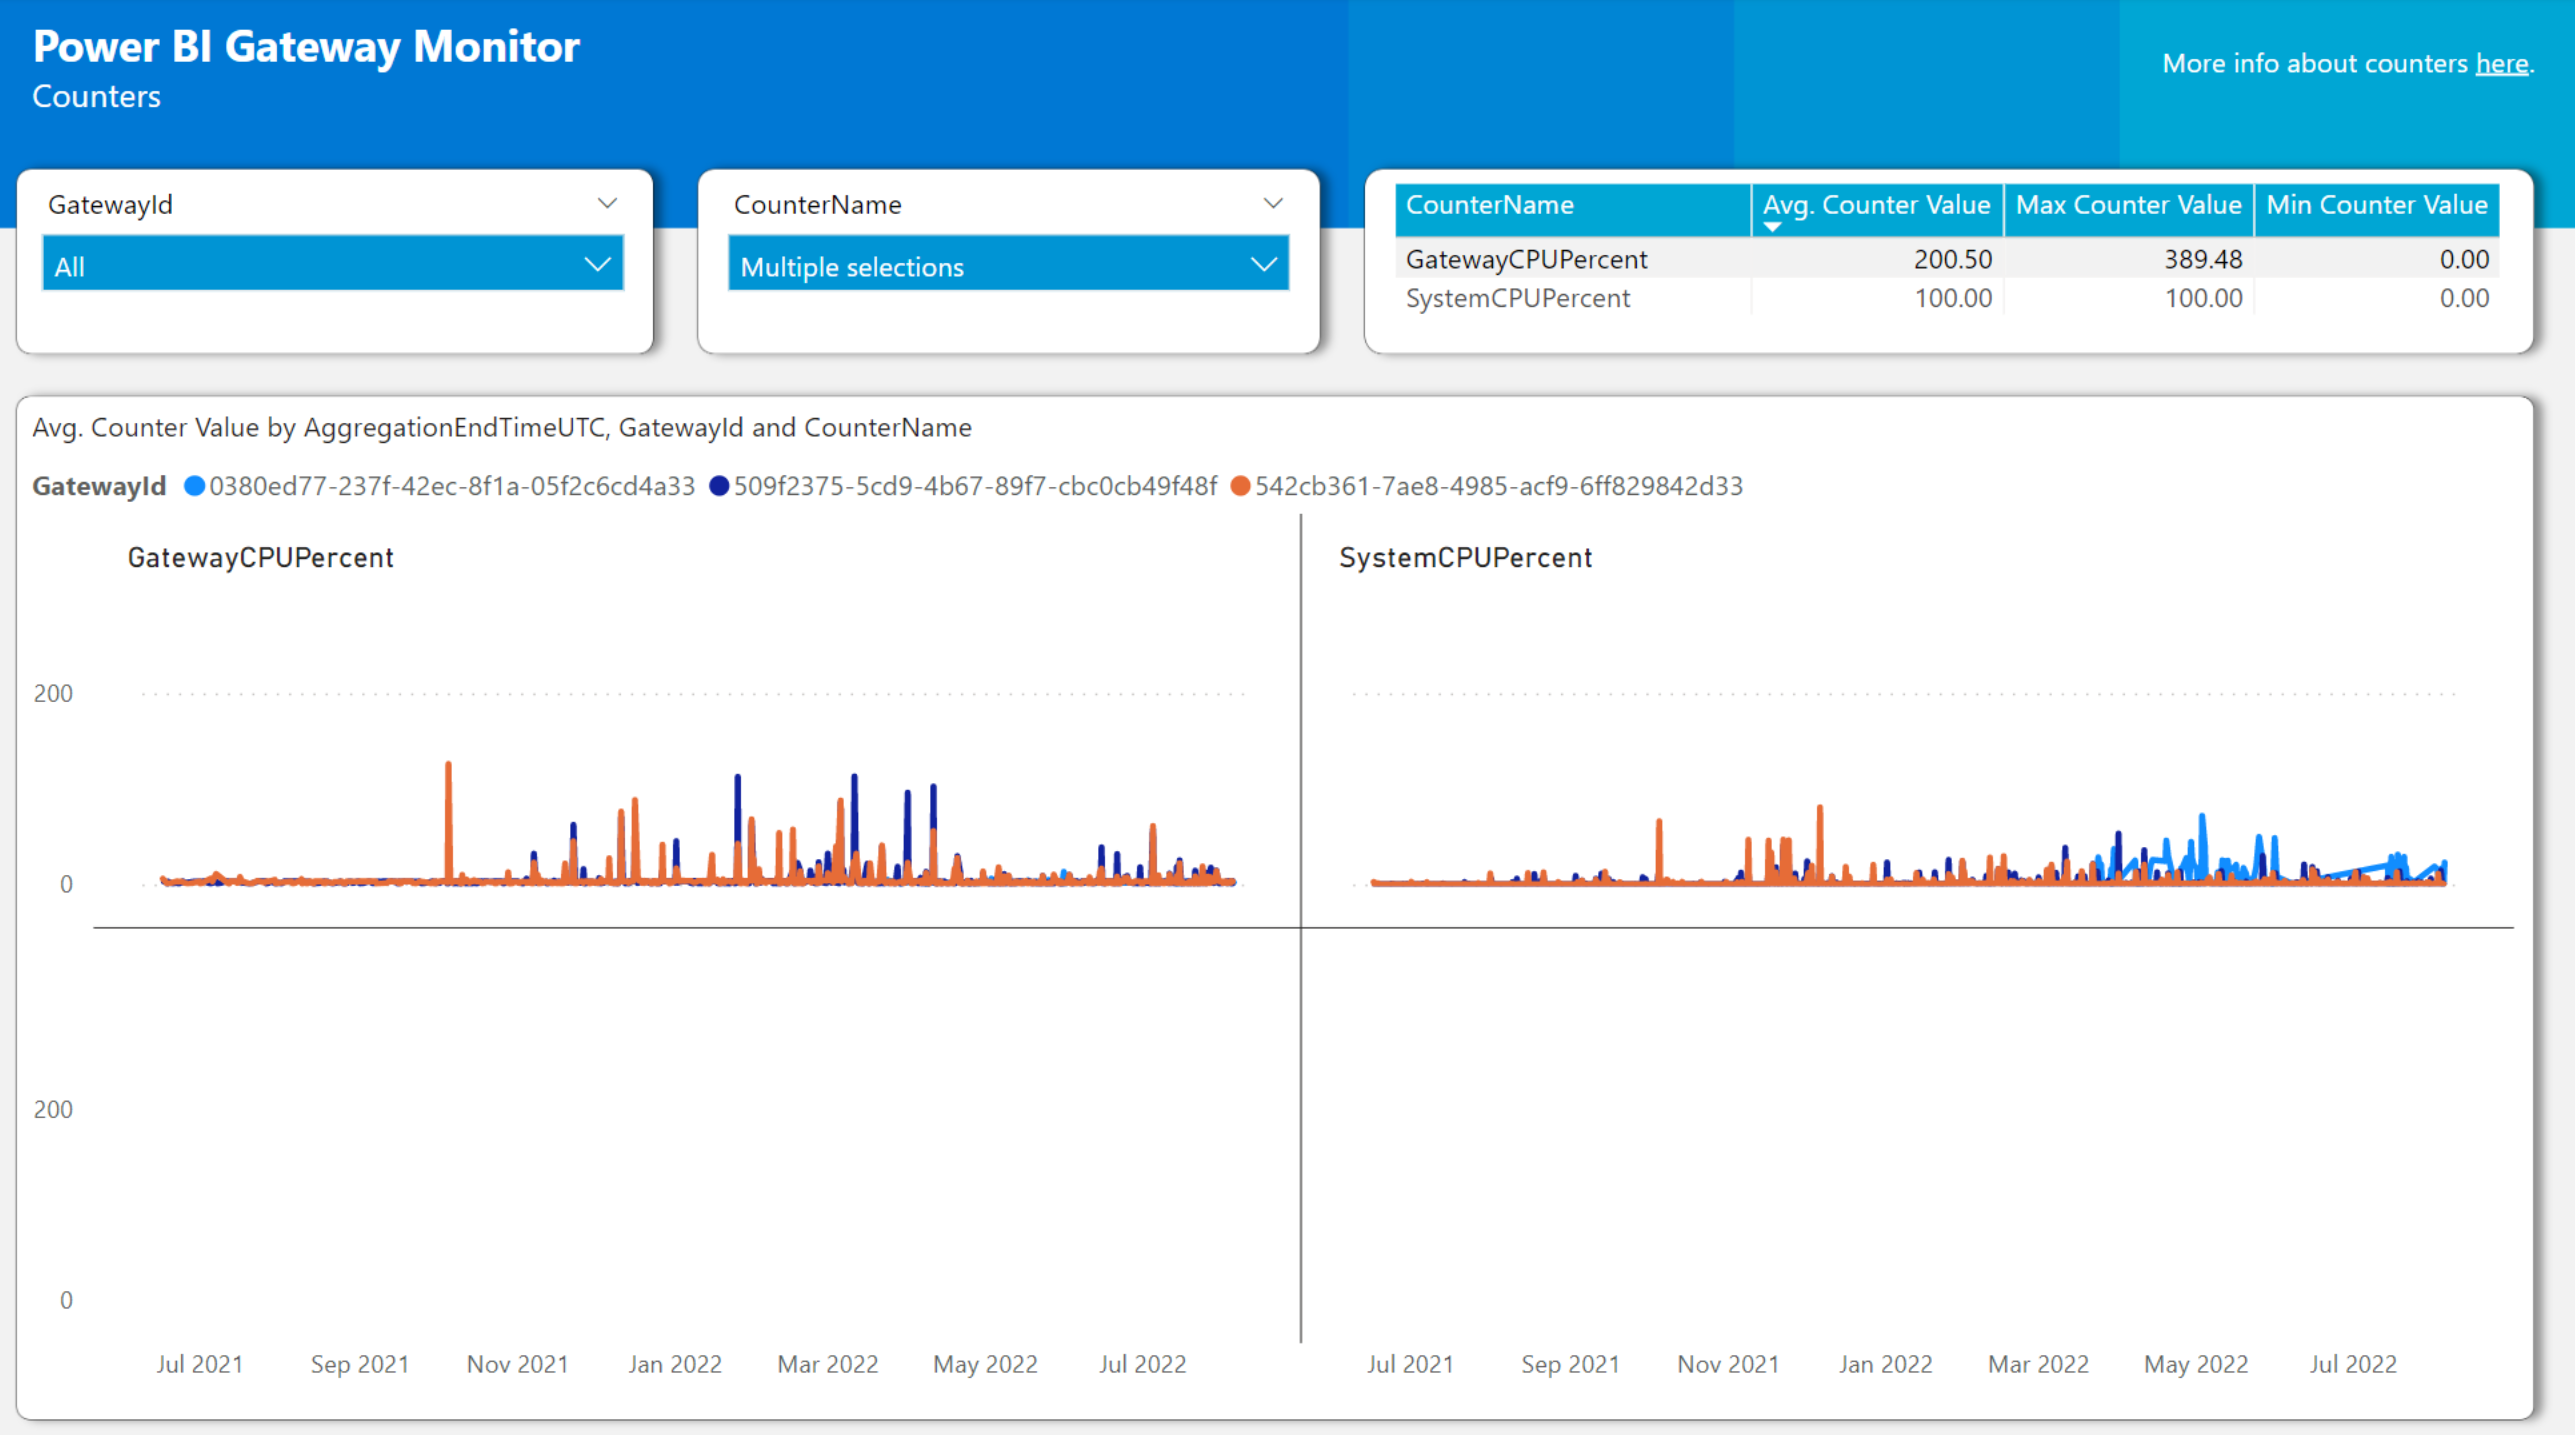 Power BI Gateway Monitor
Counters
More info about counters here.
GatewayId
All
CounterName
Multiple selections
CounterName Avg. Counter Value Max Counter Value Min Counter Value
GatewayCPUPercent 200.50 389.48 0.00
SystemCPUPercent 100.00 100.00 0.00
Avg. Counter Value by AggregationEndTimeUTC, GatewayId and CounterName
GatewayId 0380ed77-237f-42ec-8f1a-05f2c6cd4a33 509f2375-5cd9-4b67-89f7-cbc0cb49f48f 542cb361-7ae8-4985-acf9-6ff829842d33
GatewayCPUPercent SystemCPUPercent
200
0
200
0
Jul 2021 Sep 2021 Nov 2021 Jan 2022 Mar 2022 May 2022 Jul 2022 Jul 2021 Sep 2021 Nov 2021 Jan 2022 Mar 2022 May 2022 Jul 2022